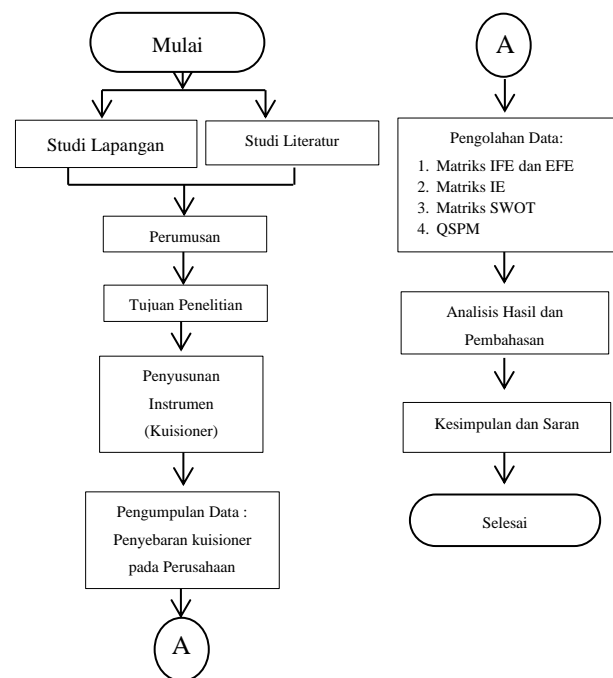 Mulai
Studi Lapangan
Studi Literatur
Perumusan
Tujuan Penelitian
Penyusunan
Instrumen
(Kuisioner)
Pengumpulan Data :
Penyebaran kuisioner
pada Perusahaan
A
A
Pengolahan Data:
1. Matriks IFE dan EFE
2. Matriks IE
3. Matriks SWOT
4. QSPM
Analisis Hasil dan
Pembahasan
Kesimpulan dan Saran
Selesai